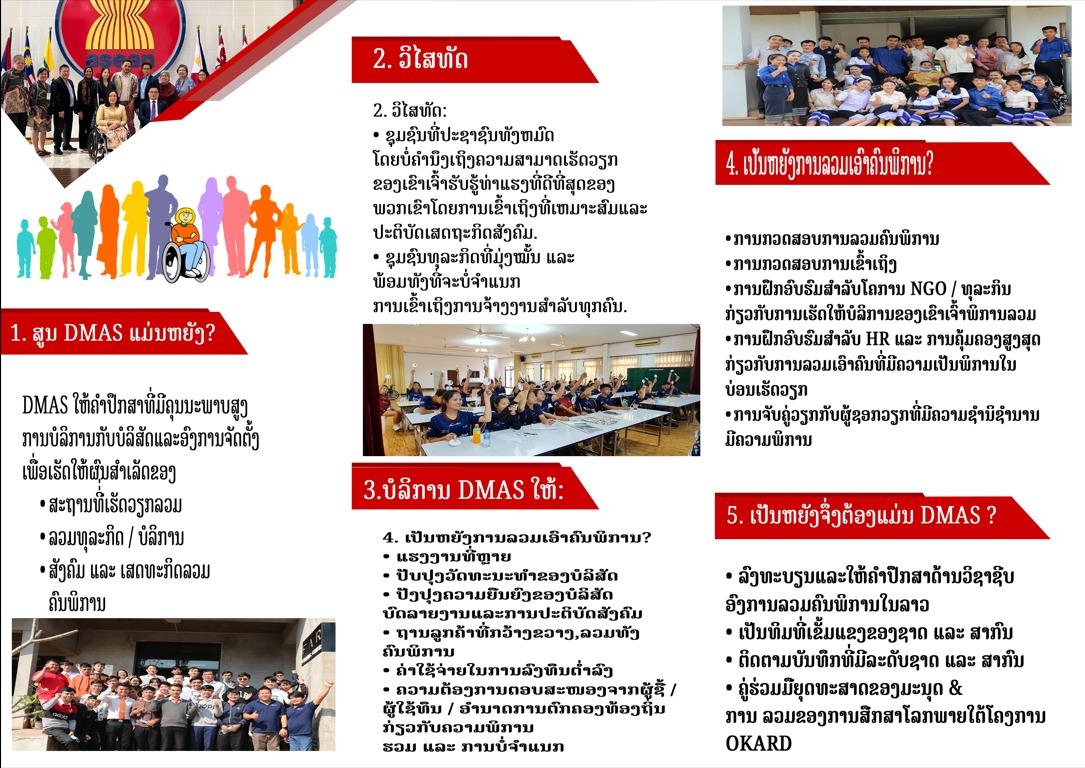 asean
1. ສູນ DMAS ແມ່ນຫຍັງ?
DMAS ໃຫ້ຄຳປຶກສາທີ່ມີຄຸນນະພາບສູງ
ການບໍລິການກັບບໍລິສັດແລະອົງການຈັດຕັ້ງ
ເພື່ອເຮັດໃຫ້ຜົນສຳເລັດຂອງ
• ສະຖານທີ່ເຮັດວຽກລວມ
• ລວມທຸລະກິດ / ບໍລິການ
• ສັງຄົມ ແລະ ເສດທະກິດລວມ
ຄົນພິການ
2. ວິໄສທັດ
2. ວິໄສທັດ:
• ຊຸມຊົນທີ່ປະຊາຊົນທັງຫມົດ
ໂດຍບໍ່ຄຳນຶງເຖິງຄວາມສາມາດເຮັດວຽກ
ຂອງເຂົາເຈົ້າຮັບຮູ້ທ່າແຮງທີ່ດີທີ່ສຸດຂອງ
ພວກເຂົາໂດຍການເຂົ້າເຖິງທີ່ເຫມາະສົມແລະ
ປະຕິບັດເສດຖະກິດສັງຄົມ.
• ຊຸມຊົນທຸລະກິດທີ່ມຸ່ງໝັ້ນ ແລະ
ພ້ອມທັງທີ່ຈະບໍ່ຈຳແນກ
ການເຂົ້າເຖິງການຈ້າງງານສຳລັບທຸກຄົນ.
3.ບໍລິການ DMAS ໃຫ້:
4. ເປັນຫຍັງການລວມເອົາຄົນພິການ?
• ແຮງງານທີ່ຫຼາຍ
• ປັບປຸງວັດທະນະທຳຂອງບໍລິສັດ
• ປັງປຸງຄວາມຍືນຍົງຂອງບໍລິສັດ
ບົດລາຍງານແລະການປະຕິບັດສັງຄົມ
• ຖານລູກຄ້າທີ່ກວ້າງຂວາງ,ລວມທັງ
ຄົນພິການ
• ຄ່າໃຊ້ຈ່າຍໃນການລົງທຶນຕ່ຳລົງ
• ຄວາມຕ້ອງການຕອບສະໜອງຈາກຜູ້ຊື້ /
ຜູ້ໃຊ້ທຶນ / ອຳນາດການຕົກຄອງທ້ອງຖິ່ນ
ກ່ຽວກັບຄວາມພິການ
ຮວມ ແລະ ການບໍ່ຈຳແນກ
4. ເປັນຫຍັງການລວມເອົາຄົນພິການ?
• ການກວດສອບການລວມຄົນພິການ
• ການກວດສອບການເຂົ້າເຖິງ
• ການຝຶກອົບຮົມສຳລັບໂຄການ NGO / ທຸລະກິນ
ກ່ຽວກັບການເຮັດໃຫ້ບໍລິການຂອງເຂົາເຈົ້າພິການລວມ
• ການຝຶກອົບຮົມສຳລັບ HR ແລະ ການຄຸ້ມຄອງສູງສຸດ
ກ່ຽວກັບການລວມເອົາຄົນທີ່ມີຄວາມເປັນພິການໃນ
ບ່ອນເຮັດວຽກ
• ການຈັບຄູ່ວຽກກັບຜູ້ຊອກວຽກທີ່ມີຄວາມຊຳນິຊຳນານ
ມີຄວາມພິການ
5. ເປັນຫຍັງຈຶ່ງຕ້ອງແມ່ນ DMAS ?
• ລົງທະບຽນແລະໃຫ້ຄຳປຶກສາດ້ານວິຊາຊີບ
ອົງການລວມຄົນພິການໃນລາວ
• ເປັນທິມທີ່ເຂັ້ມແຂງຂອງຊາດ ແລະ ສາກົນ
• ຕິດຕາມບັນທຶກທີ່ມີລະດັບຊາດ ແລະ ສາກົນ
• ຄູ່ຮ່ວມມືຍຸດທະສາດຂອງມະນຸດ &
ການ ລວມຂອງການສຶກສາໂລກພາຍໃຕ້ໂຄງການ
OKARD